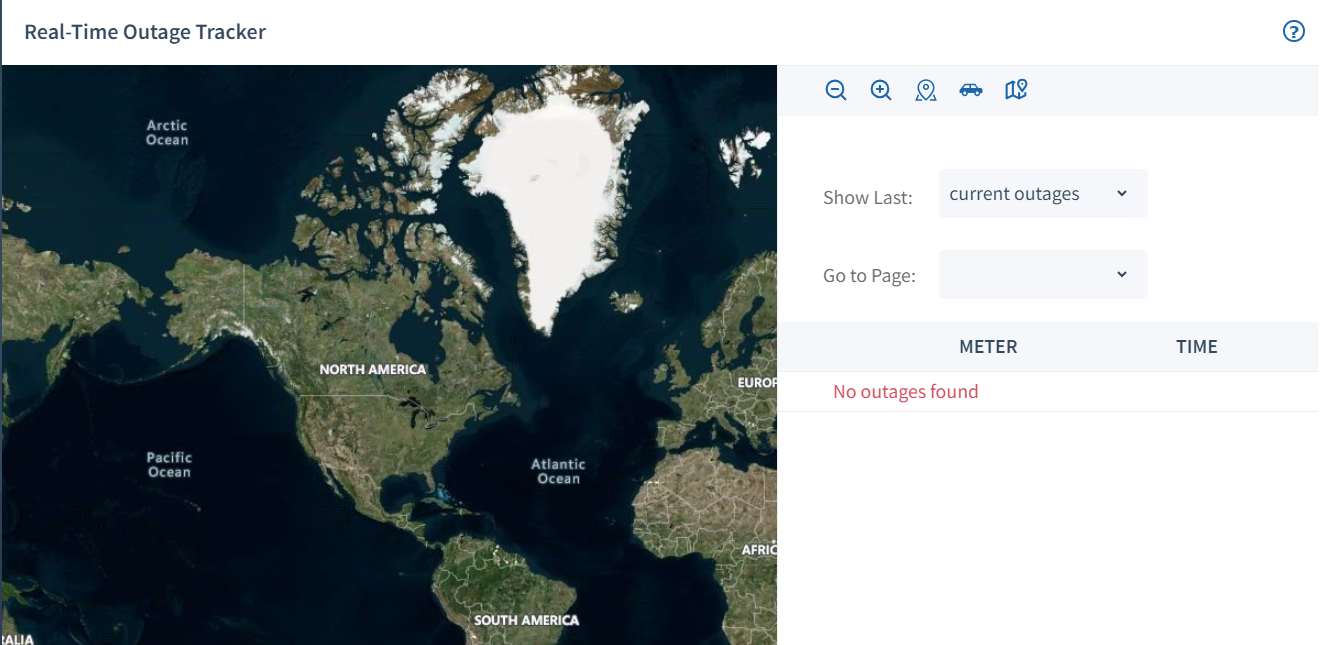 Real-Time Outage Tracker
?
Arctic
Ocean
NORTH AMERICA
EUROP
Pacific
Ocean
Atlantic
Ocean
AFRIC
SOUTH AMERICA
RALIA
Show Last:
current outages
Go to Page:
METER TIME
No outages found